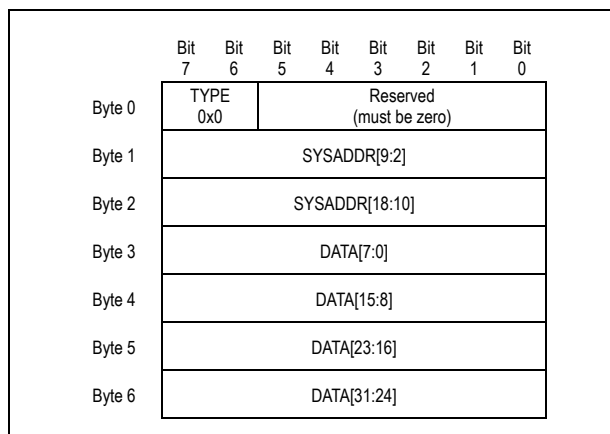 Bit Bit Bit Bit Bit Bit Bit Bit
7 6 5 4 3 2 1 0
Byte 0 TYPE Reserved
0x0 (must be zero)
Byte 1 SYSADDR[9:2]
Byte 2 SYSADDR[18:10]
Byte 3 DATA[7:0]
Byte 4 DATA[15:8]
Byte 5 DATA[23:16]
Byte 6 DATA[31:24]